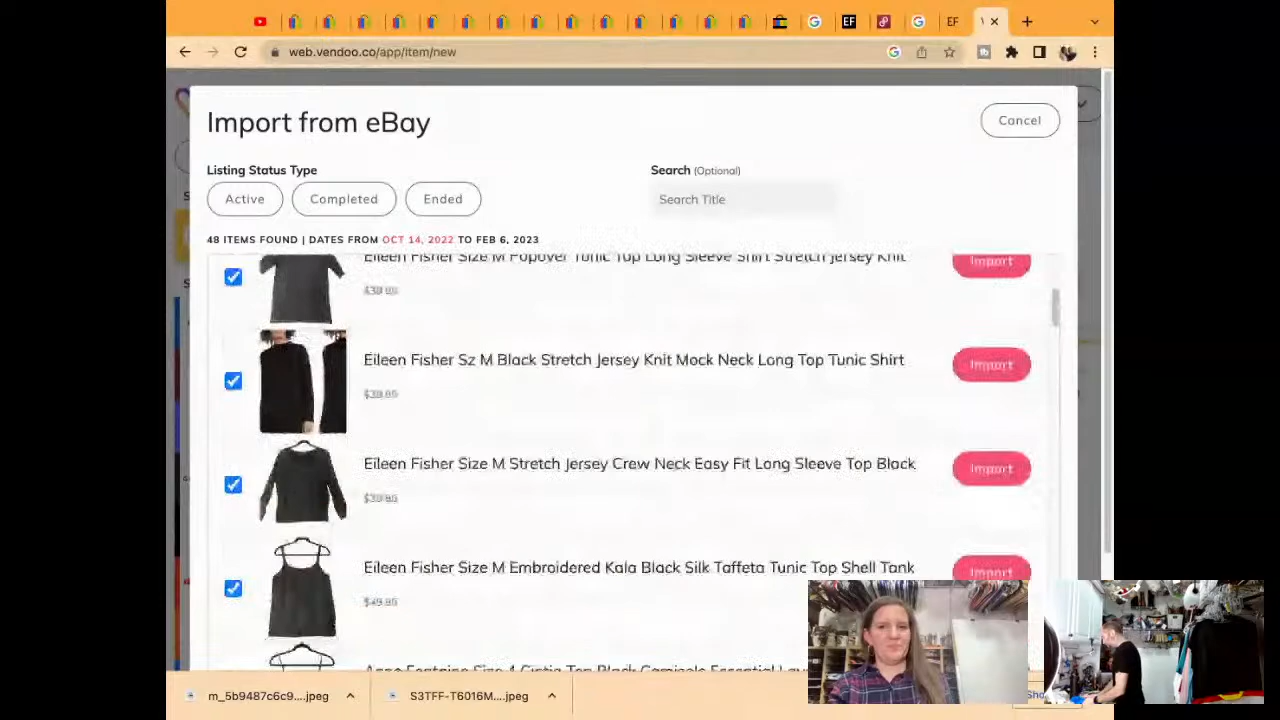 EF
EF
web.vendoo.co/app/item/new
Import from eBay
Cancel
Listing Status Type
Search (Optional)
Active
Completed
Ended
Search Title
48 ITEMS FOUND | DATES FROM OCT 14, 2022 TO FEB 6, 2023
Eileen Fisher Size M Popover Tunic Top Long Sleeve Shirt Stretch Jersey Knit
Import
Eileen Fisher Sz M Black Stretch Jersey Knit Mock Neck Long Top Tunic Shirt
Import
Eileen Fisher Size M Stretch Jersey Crew Neck Easy Fit Long Sleeve Top Black
Import
Eileen Fisher Size M Embroidered Kala Black Silk Taffeta Tunic Top Shell Tank
Import
$49.95
m_5b9487c6c9....jpeg
S3TFF-T6016M....jpeg